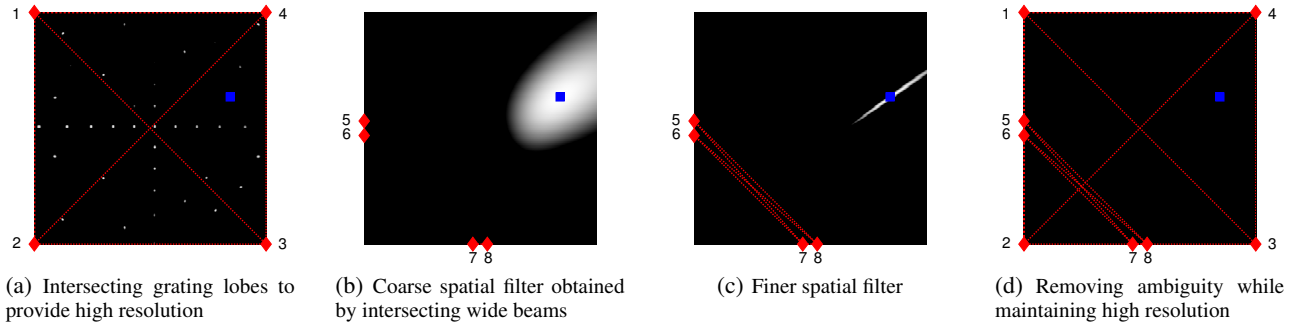 1
4
2
3
5
6
7 8
5
6
7 8
1
4
5
6
2
3
7 8
(a) Intersecting grating lobes to
provide high resolution
(b) Coarse spatial filter obtained
by intersecting wide beams
(c) Finer spatial filter
(d) Removing ambiguity while
maintaining high resolution